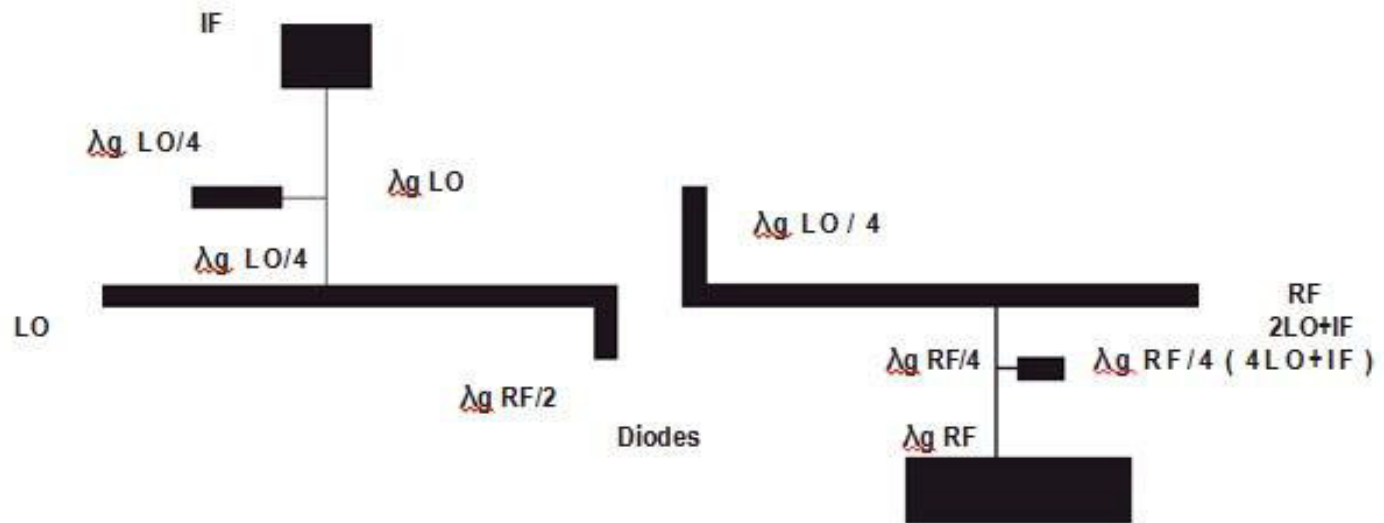 IF
λg LO/4
λg LO
λg LO/4
LO
λg RF/2
Diodes
λg LO / 4
RF
2LO+IF
λg RF/4
λg RF/4 ( 4LO+IF )
λg RF